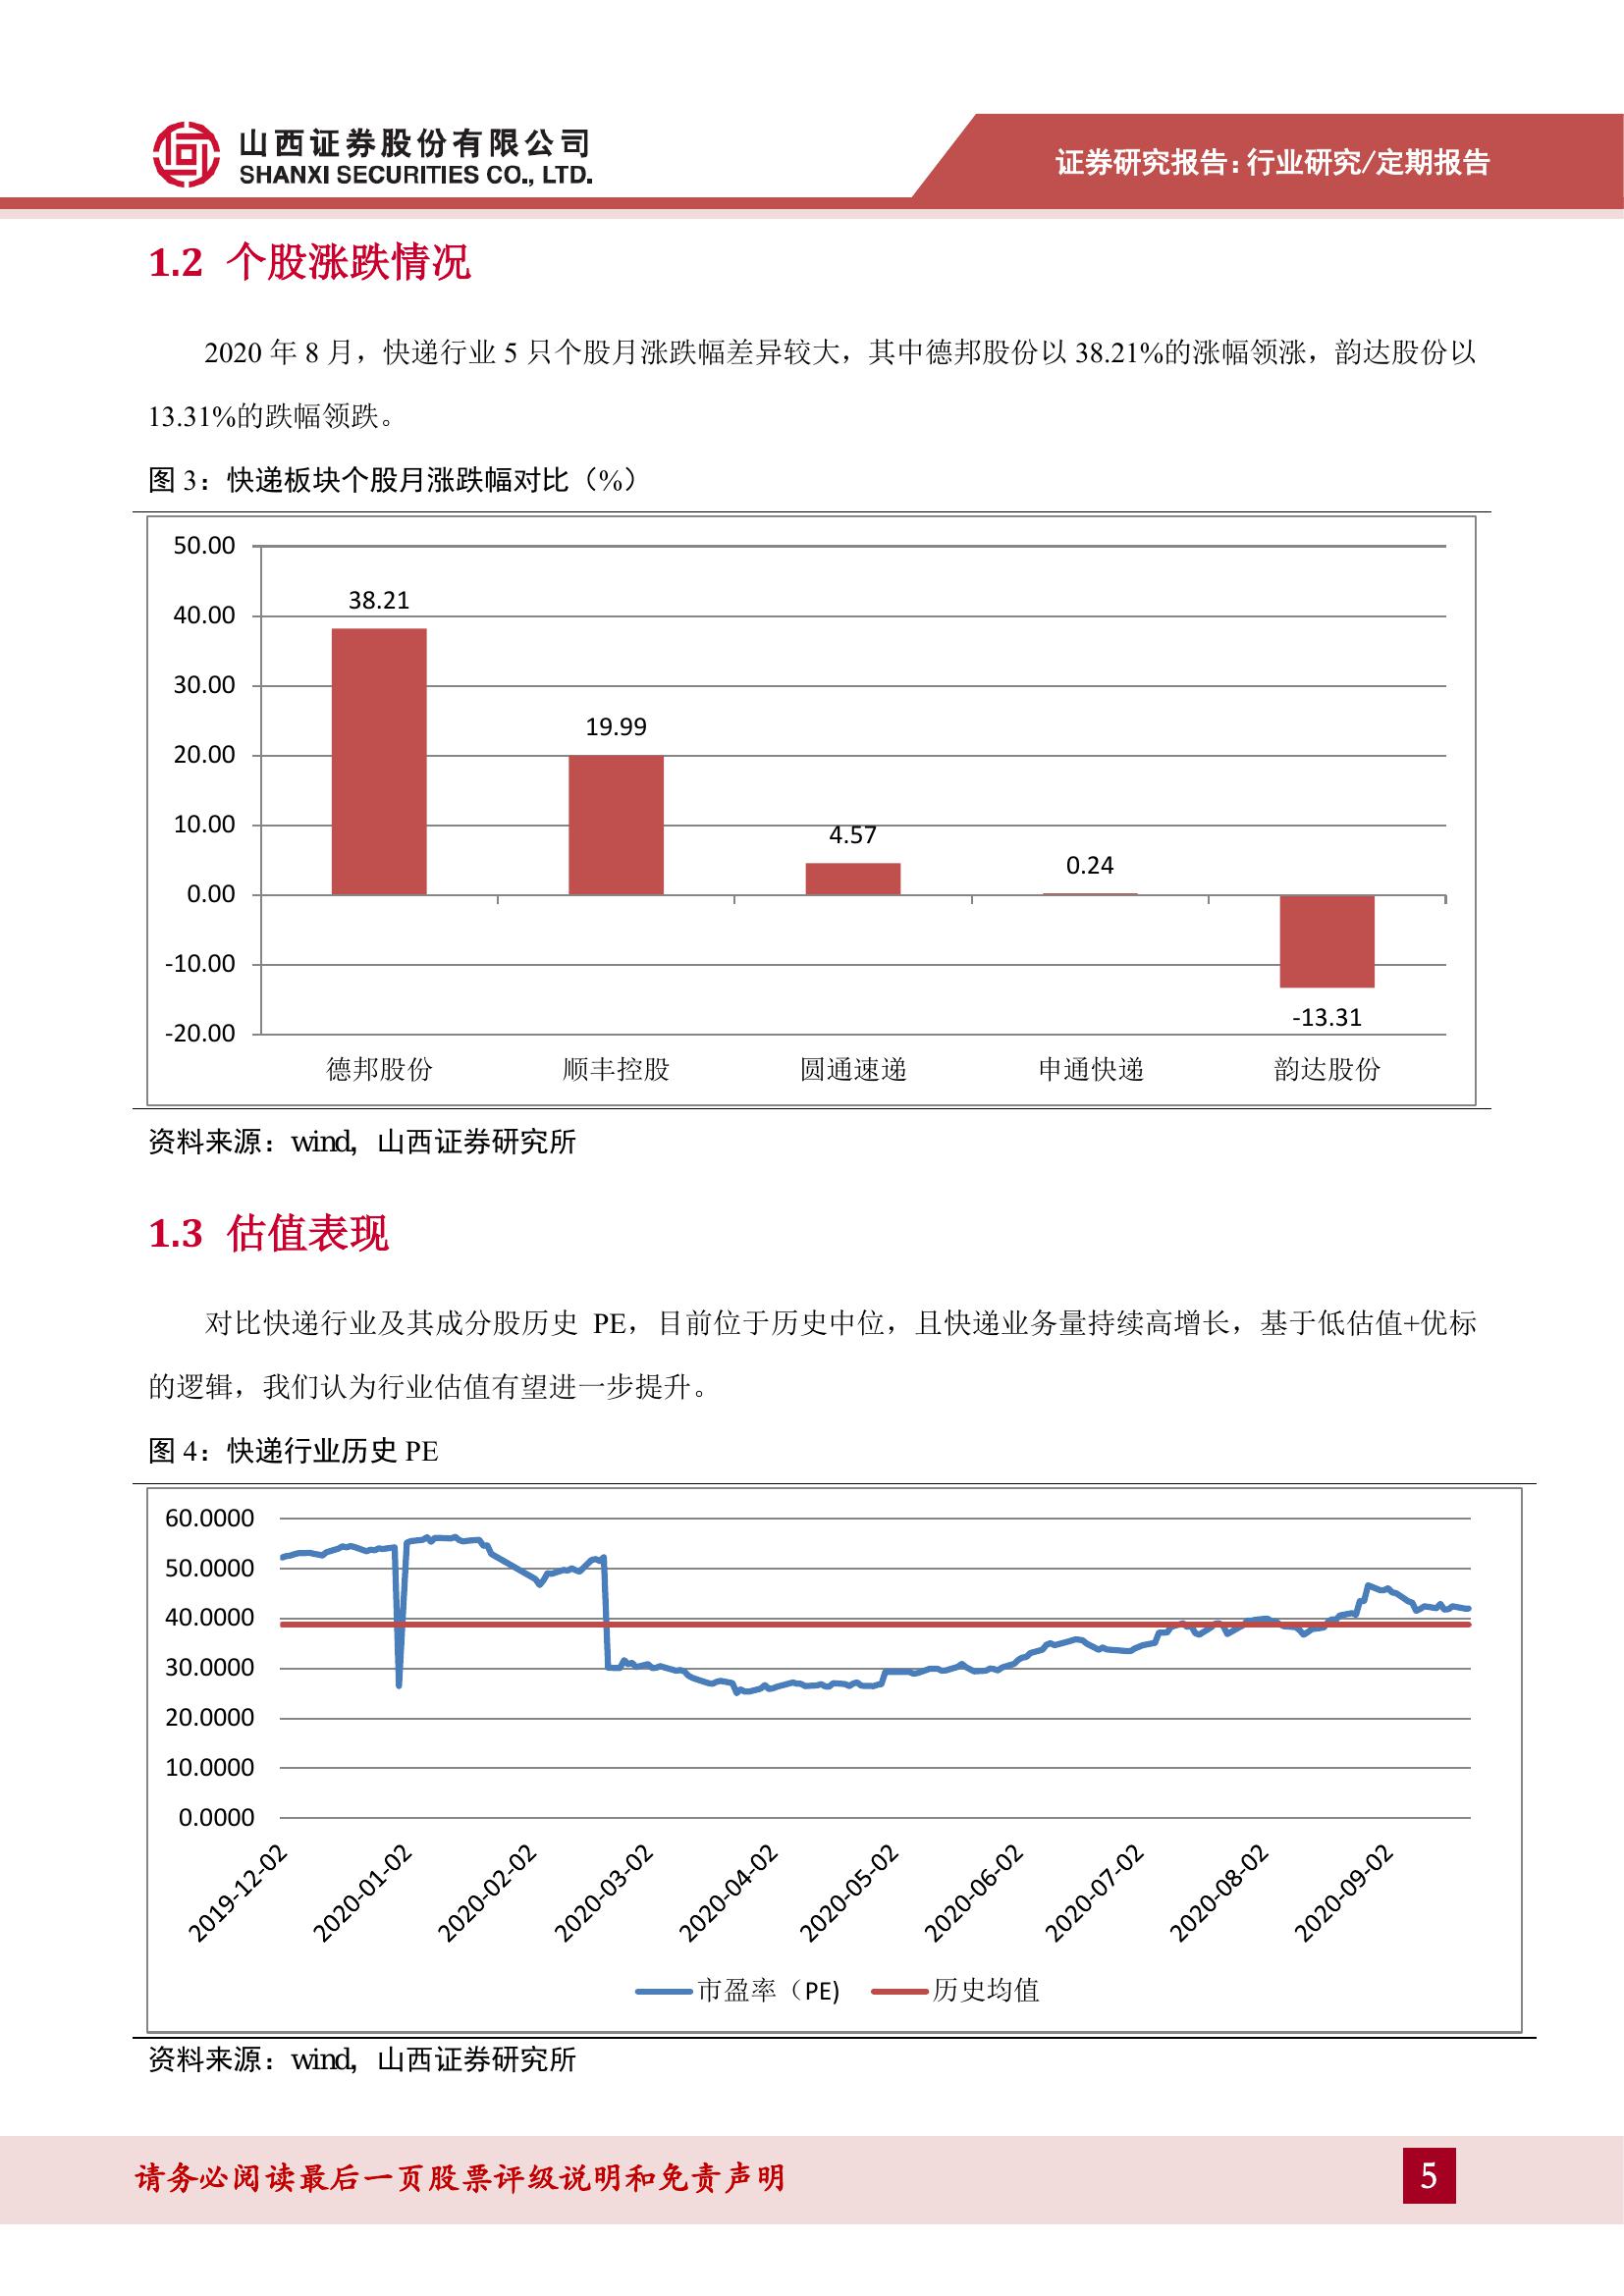 山西证券股份有限公司
SHANXI SECURITIES CO., LTD.
证券研究报告：行业研究/定期报告
1.2 个股涨跌情况
2020 年 8 月，快递行业 5 只个股月涨跌幅差异较大，其中德邦股份以 38.21%的涨幅领涨，韵达股份以
13.31%的跌幅领跌。
图 3：快递板块个股月涨跌幅对比（%）
50.00
40.00
30.00
20.00
10.00
0.00
-10.00
-20.00
38.21
19.99
4.57
0.24
-13.31
德邦股份 顺丰控股 圆通速递 申通快递 韵达股份
资料来源：wind，山西证券研究所
1.3 估值表现
对比快递行业及其成分股历史 PE，目前位于历史中位，且快递业务量持续高增长，基于低估值+优标
的逻辑，我们认为行业估值有望进一步提升。
图 4：快递行业历史 PE
60.0000
50.0000
40.0000
30.0000
20.0000
10.0000
0.0000
2019-12-02 2020-01-02 2020-02-02 2020-03-02 2020-04-02 2020-05-02 2020-06-02 2020-07-02 2020-08-02 2020-09-02
市盈率（PE) 历史均值
资料来源：wind，山西证券研究所
请务必阅读最后一页股票评级说明和免责声明
5